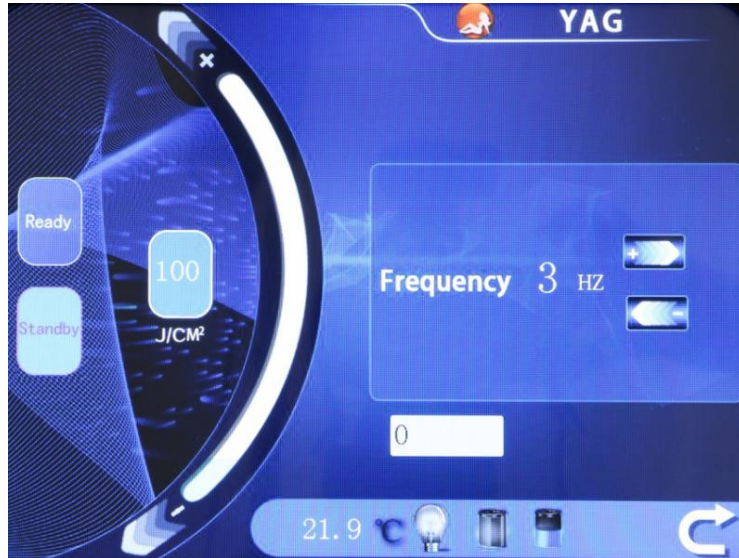 YAG
Ready
100
Standby
J/CM²
Frequency 3 HZ
0
21.9 ℃